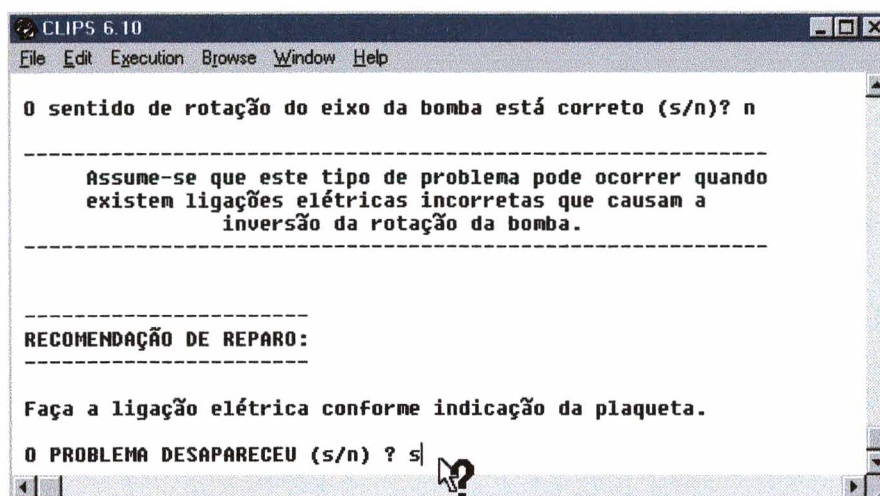 CLIPS 6.10
File Edit Execution Browse Window Help
O sentido de rotação do eixo da bomba está correto (s/n)? n
------------------------------------------------------------
Assume-se que este tipo de problema pode ocorrer quando
existem ligações elétricas incorretas que causam a
inversão da rotação da bomba.
------------------------------------------------------------
-----------------------
RECOMENDAÇÃO DE REPARO:
-----------------------
Faça a ligação elétrica conforme indicação da plaqueta.
O PROBLEMA DESAPARECEU (s/n) ? s